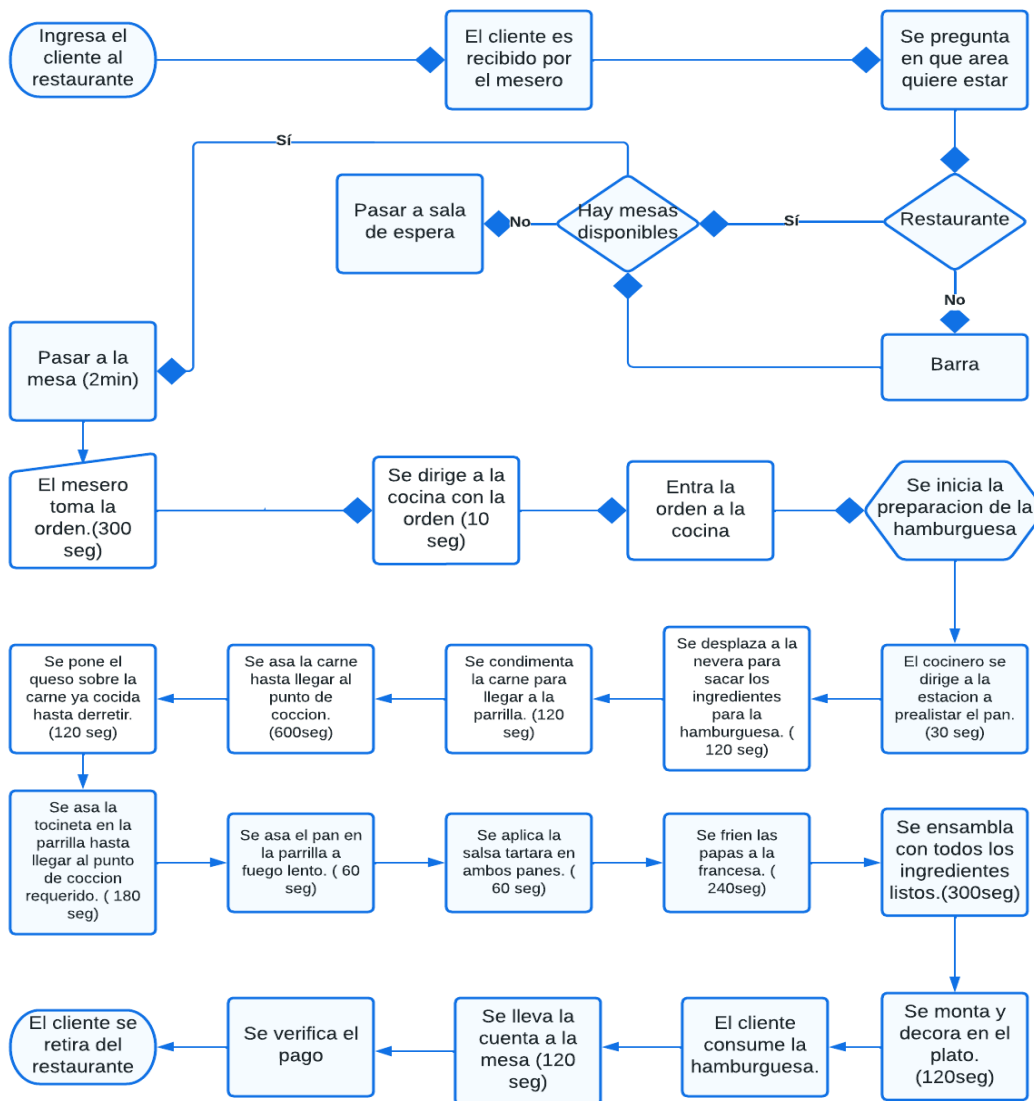 Ingresa el
cliente al
restaurante
El cliente es
recibido por
el mesero
Se pregunta
en que area
quiere estar
Sí
Pasar a sala
de espera
No
Hay mesas
disponibles
Sí
Restaurante
No
Barra
Pasar a la
mesa (2min)
El mesero
toma la
orden.(300
seg)
Se dirige a la
cocina con la
orden (10
seg)
Entra la
orden a la
cocina
Se inicia la
preparacion de la
hamburguesa
El cocinero se
dirige a la
estacion a
prealistar el pan.
(30 seg)
Se desplaza a la
nevera para
sacar los
ingredientes
para la
hamburguesa. (
120 seg)
Se condimenta
la carne para
llegar a la
parrilla. (120
seg)
Se asa la carne
hasta llegar al
punto de
coccion.
(600seg)
Se pone el
queso sobre la
carne ya cocida
hasta derretir.
(120 seg)
Se asa la
tocineta en la
parrilla hasta
llegar al punto
de coccion
requerido. ( 180
seg)
Se asa el pan en
la parrilla a
fuego lento. ( 60
seg)
Se aplica la
salsa tartara en
ambos panes. (
60 seg)
Se frien las
papas a la
francesa. (
240seg)
Se ensambla
con todos los
ingredientes
listos.(300seg)
Se monta y
decora en el
plato.
(120seg)
El cliente
consume la
hamburguesa.
Se lleva la
cuenta a la
mesa (120
seg)
Se verifica el
pago
El cliente se
retira del
restaurante